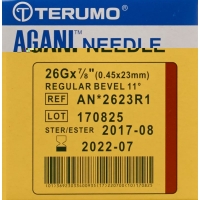 TERUMO
AGANI™ NEEDLE
26Gx⅞" (0.45x23mm)
REGULAR BEVEL 11°
REF AN*2623R1
LOT 170825
STER/ESTER 2017-08
2022-07